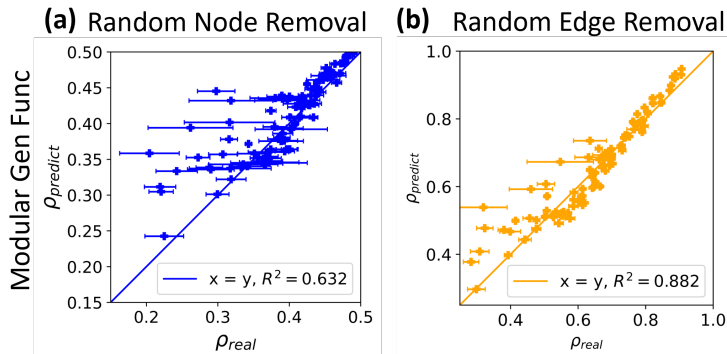 (a) Random Node Removal
(b) Random Edge Removal
Modular Gen Func
ρpredict
0.50
0.45
0.40
0.35
0.30
0.25
0.20
0.15
0.2
0.3
0.4
0.5
ρreal
x = y, R² = 0.632
ρpredict
1.0
0.8
0.6
0.4
0.4
0.6
0.8
1.0
ρreal
x = y, R² = 0.882